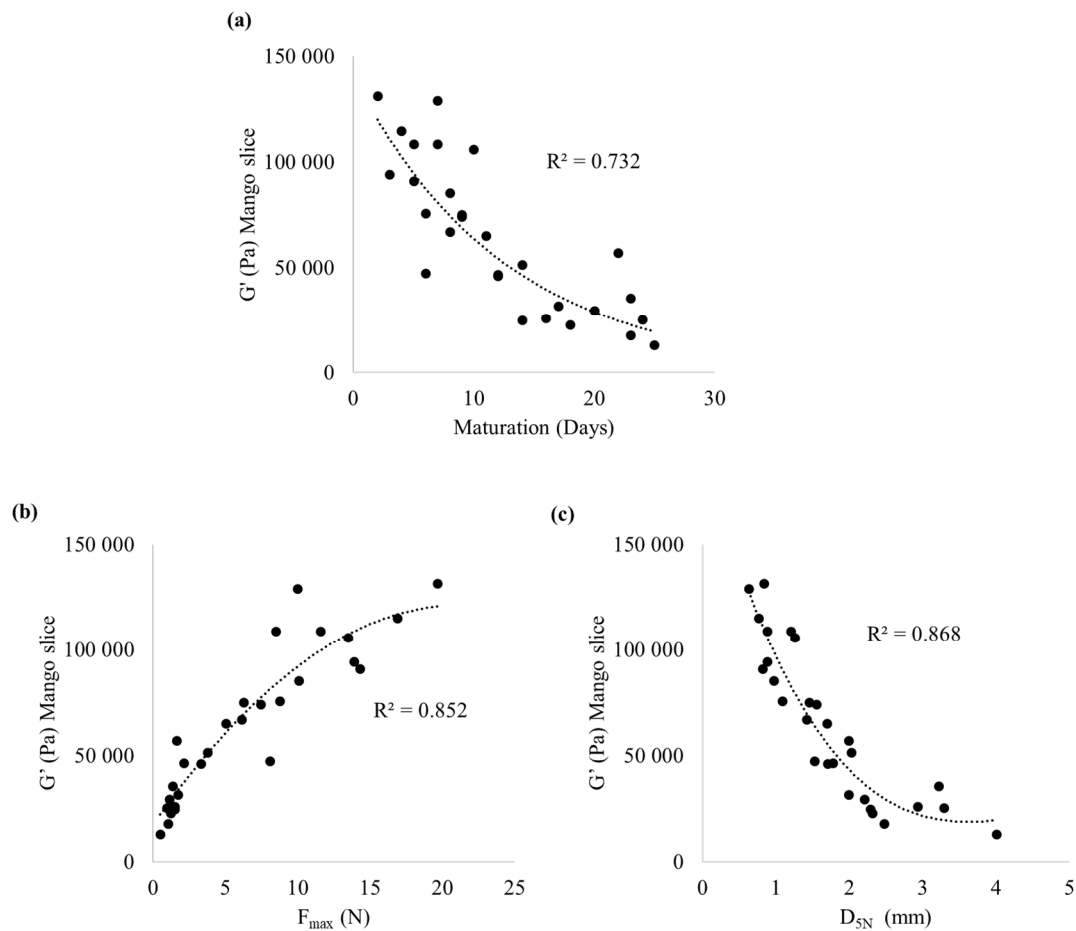 (a)
150 000
100 000
50 000
0
G' (Pa) Mango slice
R² = 0.732
0 10 20 30
Maturation (Days)
(b)
150 000
100 000
50 000
0
G’ (Pa) Mango slice
R² = 0.852
0 5 10 15 20 25
Fmax (N)
(c)
150 000
100 000
50 000
0
G’ (Pa) Mango slice
R² = 0.868
0 1 2 3 4 5
D5N (mm)